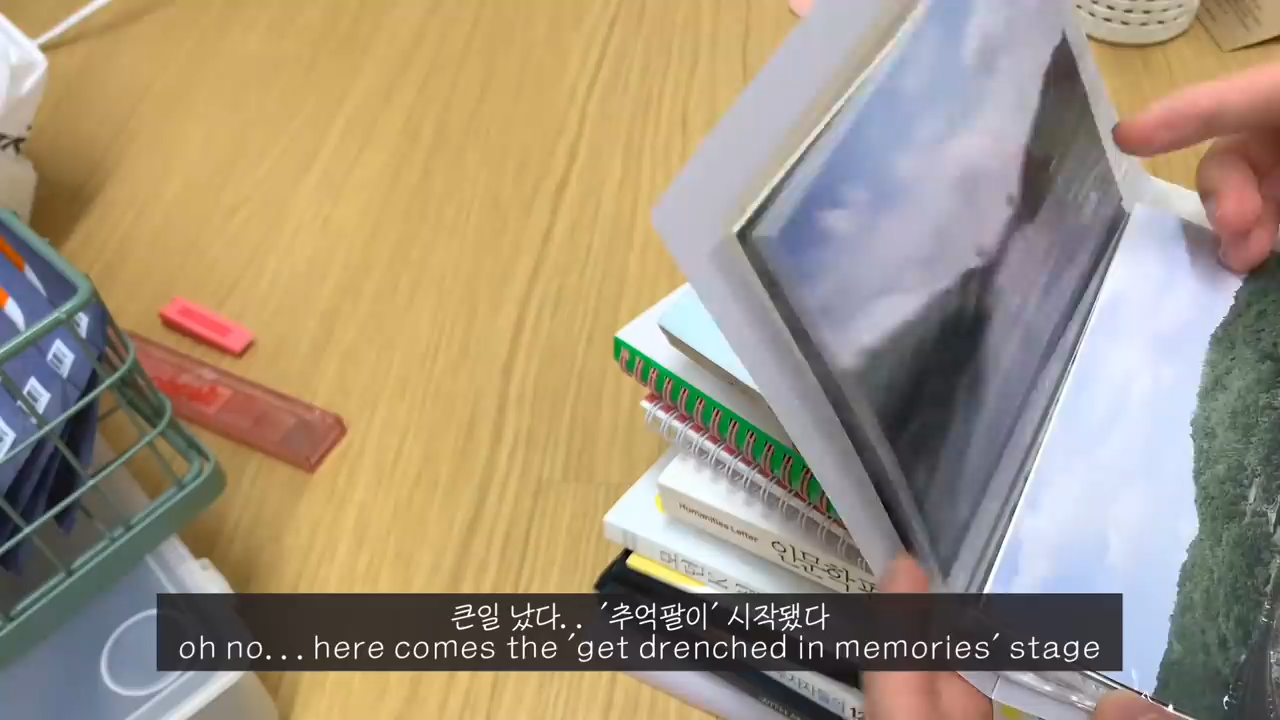 Humanities Letter
인문학
큰일 났다.. '추억팔이' 시작됐다
oh no... here comes the 'get drenched in memories' stage